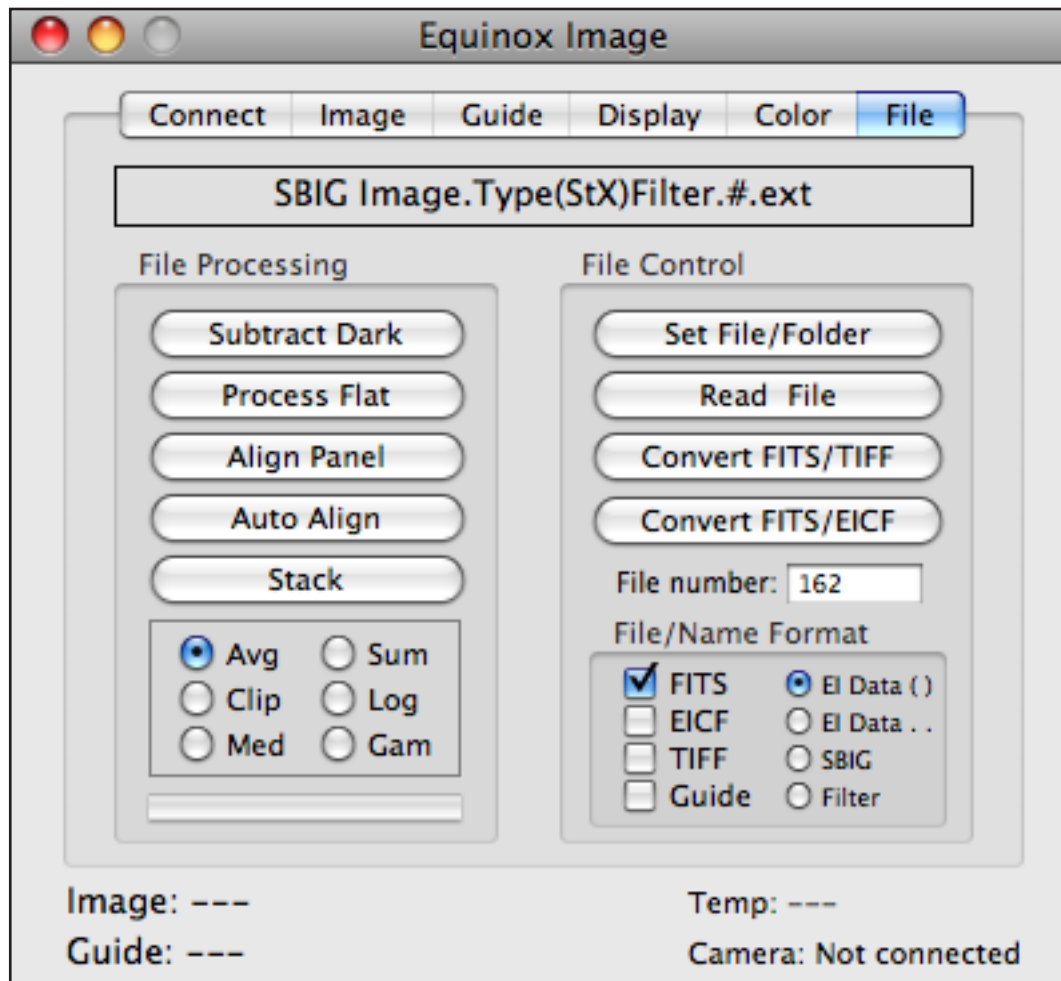 Equinox Image
Connect Image Guide Display Color File
SBIG Image.Type(StX)Filter.#.ext
File Processing
Subtract Dark
Process Flat
Align Panel
Auto Align
Stack
Avg Sum
Clip Log
Med Gam
File Control
Set File/Folder
Read File
Convert FITS/TIFF
Convert FITS/EICF
File number: 162
File/Name Format
FITS EI Data ()
EICF EI Data . .
TIFF SBIG
Guide Filter
Image: ---
Guide: ---
Temp: ---
Camera: Not connected